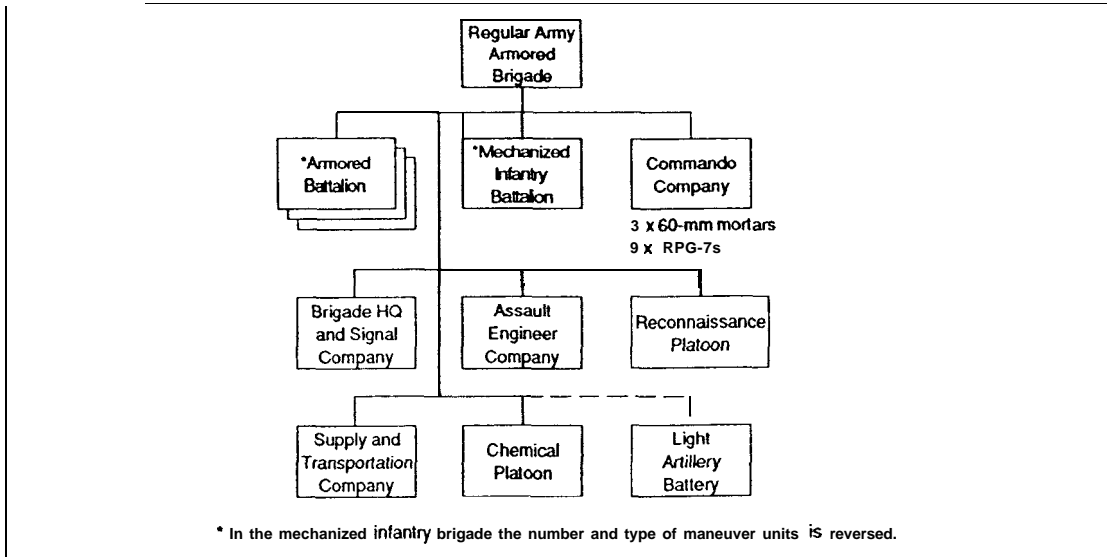 Regular Army
Armored
Brigade
*Armored
Battalion
*Mechanized
Infantry
Battalion
Commando
Company
3 x 60-mm mortars
9 x RPG-7s
Brigade HQ
and Signal
Company
Assault
Engineer
Company
Reconnaissance
Platoon
Supply and
Transportation
Company
Chemical
Platoon
Light
Artillery
Battery
* In the mechanized infantry brigade the number and type of maneuver units is reversed.